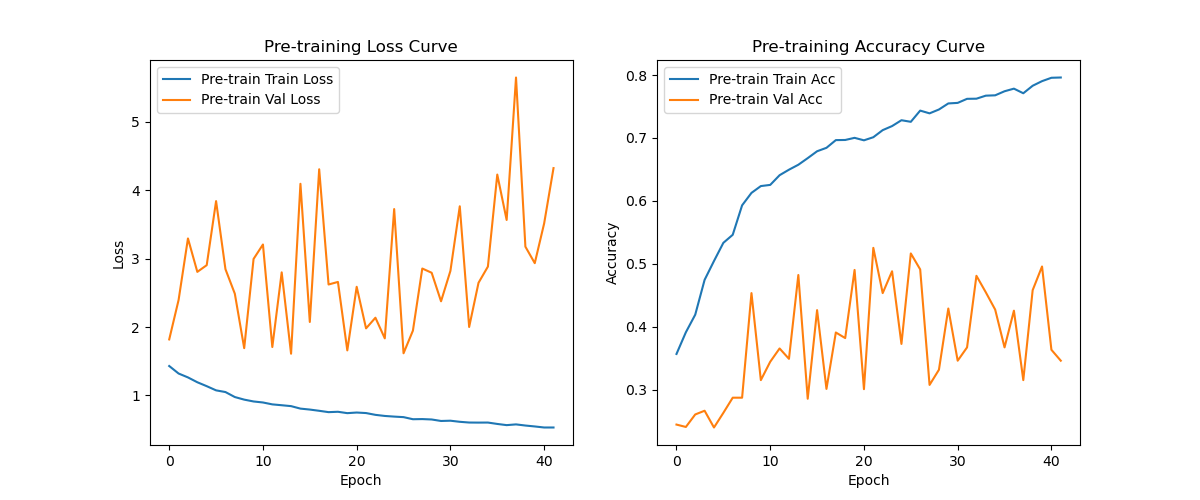 Pre-training Loss Curve
Pre-train Train Loss
Pre-train Val Loss
Loss
5
4
3
2
1
0
10
20
30
40
Epoch
Pre-training Accuracy Curve
Pre-train Train Acc
Pre-train Val Acc
Accuracy
0.8
0.7
0.6
0.5
0.4
0.3
0
10
20
30
40
Epoch